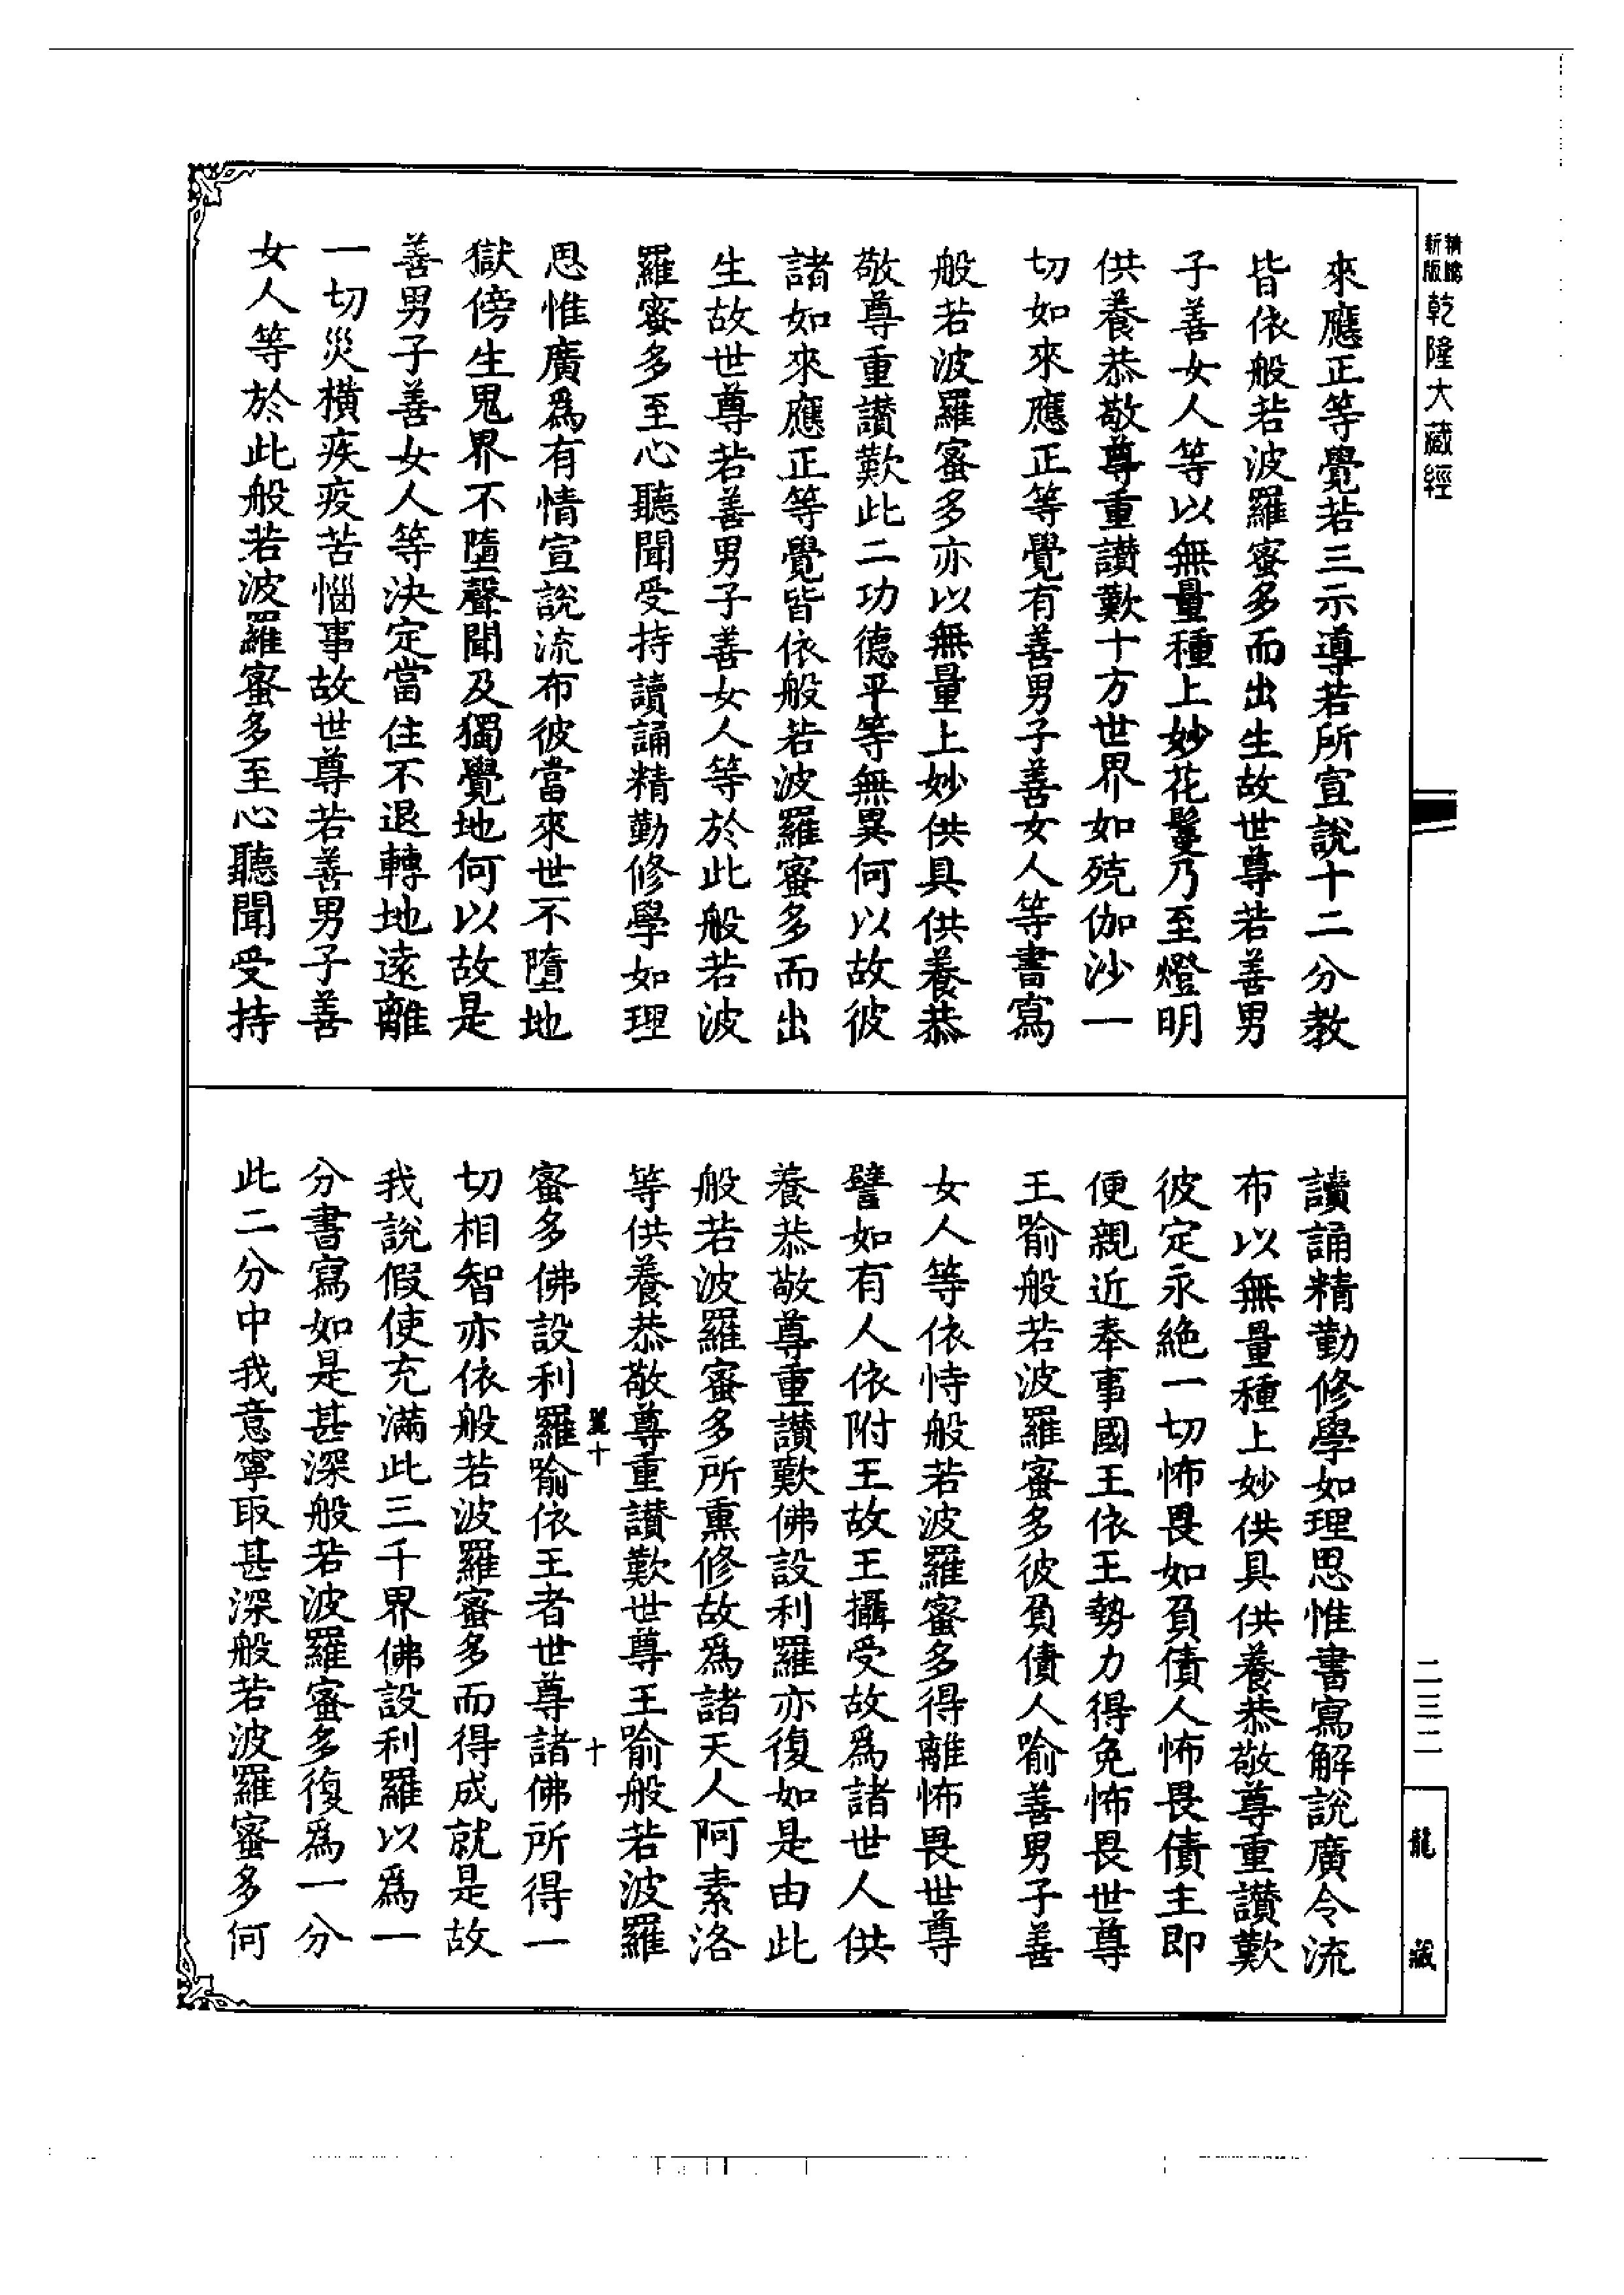 新版
乾隆大藏經
來應正等覺若三示導若所宣說十二分教
皆依般若波羅蜜多而出生故世尊若善男
子善女人等以無量種上妙花鬘乃至燈明
供養恭敬尊重讚歎十方世界如殑伽沙一
切如來應正等覺有善男子善女人等書寫
般若波羅蜜多亦以無量上妙供具供養恭
敬尊重讚歎此二功德平等無異何以故彼
諸如來應正等覺皆依般若波羅蜜多而出
生故世尊若善男子善女人等於此般若波
羅蜜多至心聽聞受持讀誦精勤修學如理
思惟廣爲有情宣說流布彼當來世不墮地
獄傍生鬼界不墮聲聞及獨覺地何以故是
善男子善女人等決定當住不退轉地遠離
一切災橫疾疫苦惱事故世尊若善男子善
女人等於此般若波羅蜜多至心聽聞受持
讀誦精勤修學如理思惟書寫解說廣令流
布以無量種上妙供具供養恭敬尊重讚歎
彼定永絕一切怖畏如負債人怖畏債主即
便親近奉事國王依王勢力得免怖畏世尊
王喻般若波羅蜜多彼負債人喻善男子善
女人等依恃般若波羅蜜多得離怖畏世尊
譬如有人依附王故王攝受故爲諸世人供
養恭敬尊重讚歎佛設利羅亦復如是由此
般若波羅蜜多所熏修故爲諸天人阿素洛
等供養恭敬尊重讚歎世尊王喻般若波羅
十
十
蜜多佛設利羅喻依王者世尊諸佛所得一
切相智亦依般若波羅蜜多而得成就是故
我說假使充滿此三千界佛設利羅以爲一
分書寫如是甚深般若波羅蜜多復爲一分
此二分中我意寧取甚深般若波羅蜜多何
二三二
龍藏